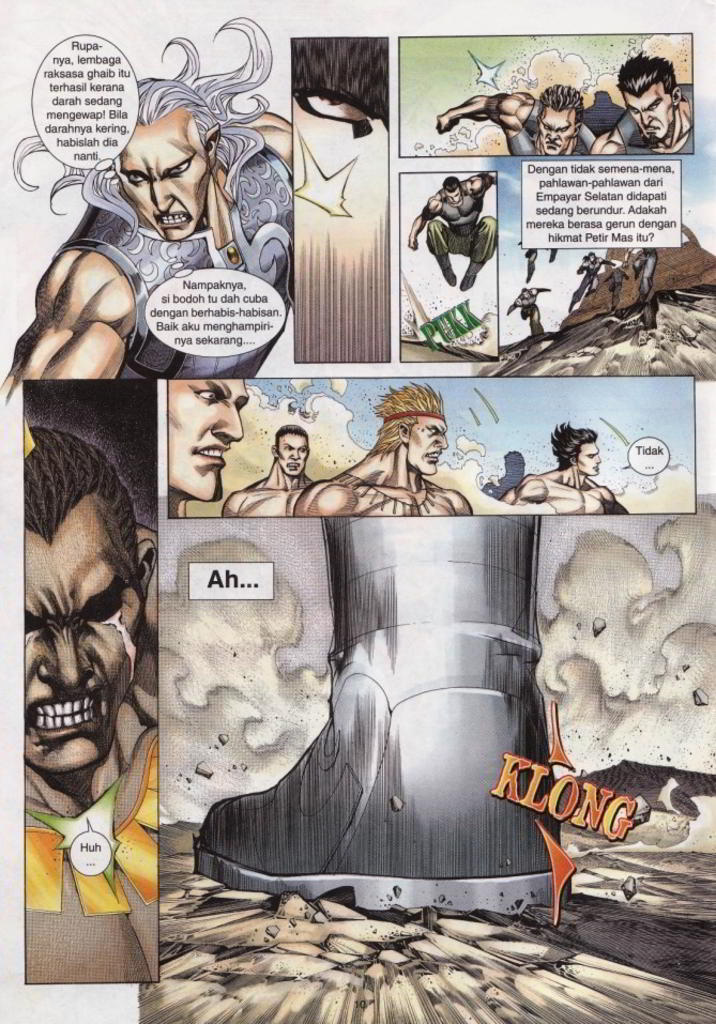 Rupa-
nya, lembaga
raksasa ghaib itu
terhasil kerana
darah sedang
mengewap! Bila
darahnya kering,
habislah dia
nanti.
Nampaknya,
si bodoh tu dah cuba
dengan berhabis-habisan.
Baik aku menghampiri-
nya sekarang....
Dengan tidak semena-mena,
pahlawan-pahlawan dari
Empayar Selatan didapati
sedang berundur. Adakah
mereka berasa gerun dengan
hikmat Petir Mas itu?
PUKK
Tidak
...
Huh
...
Ah...
KLONG
10